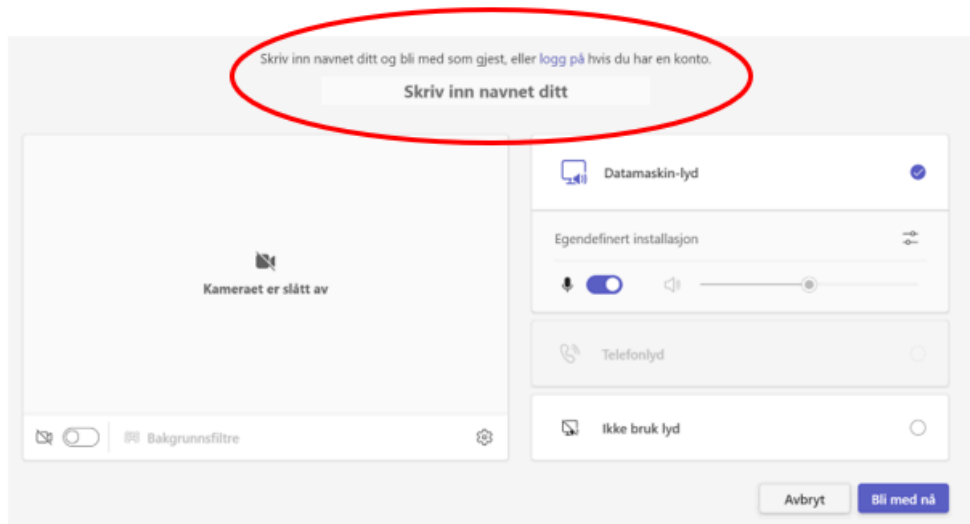 Skriv inn navnet ditt og bli med som gjest, eller logg på hvis du har en konto.
Skriv inn navnet ditt
Kameraet er slått av
Bakgrunnsfiltre
Datamaskin-lyd
Egendefinert installasjon
Telefonlyd
Ikke bruk lyd
Avbryt
Bli med nå